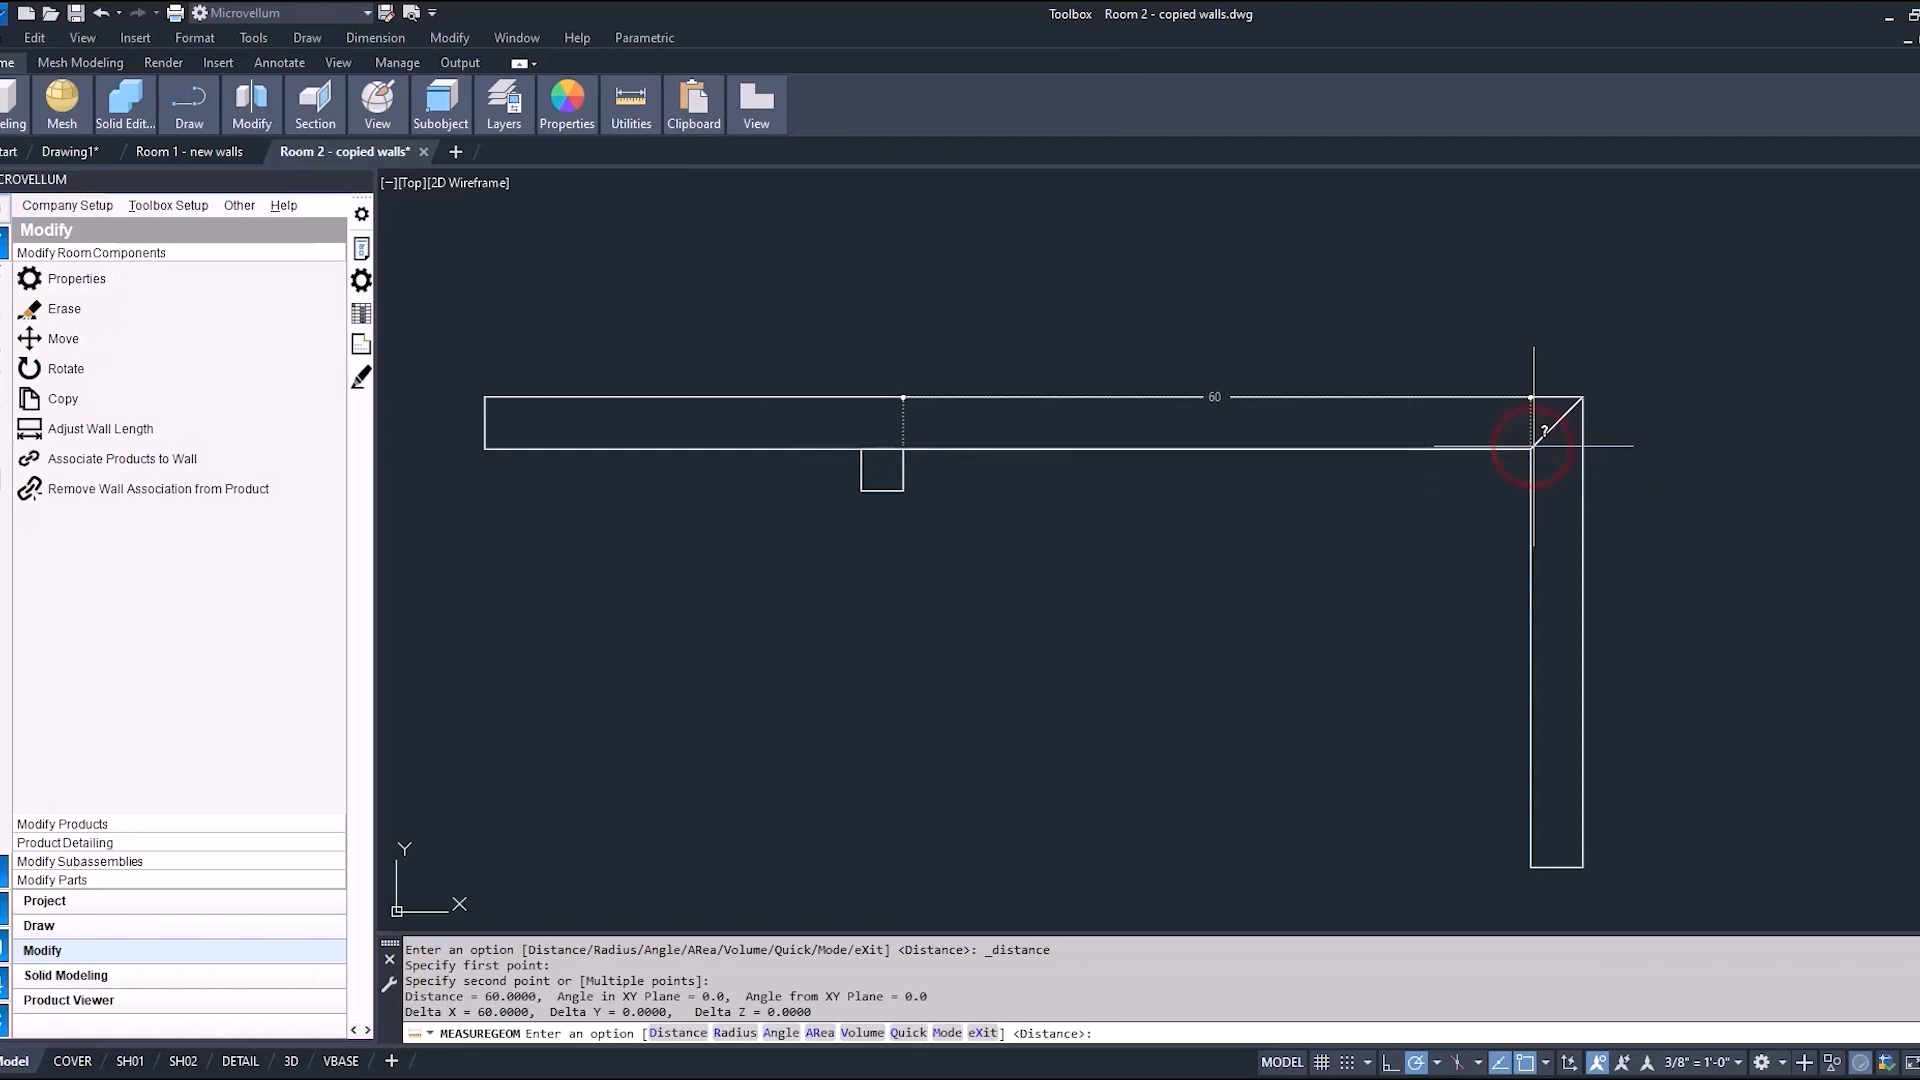 Microvellum
Toolbox Room 2 - copied walls.dwg
Edit View Insert Format Tools Draw Dimension Modify Window Help Parametric
me Mesh Modeling Render Insert Annotate View Manage Output
eling Mesh Solid Edit... Draw Modify Section View Subobject Layers Properties Utilities Clipboard View
tart Drawing1* Room 1 - new walls Room 2 - copied walls*
CROVELLUM
[−][Top][2D Wireframe]
Company Setup Toolbox Setup Other Help
Modify
Modify Room Components
Properties
Erase
Move
Rotate
Copy
Adjust Wall Length
Associate Products to Wall
Remove Wall Association from Product
60
?
Modify Products
Product Detailing
Modify Subassemblies
Modify Parts
Project
Draw
Modify
Solid Modeling
Product Viewer
Y
X
Enter an option [Distance/Radius/Angle/ARea/Volume/Quick/Mode/eXit] <Distance>: _distance
Specify first point:
Specify second point or [Multiple points]:
Distance = 60.0000, Angle in XY Plane = 0.0, Angle from XY Plane = 0.0
Delta X = 60.0000, Delta Y = 0.0000, Delta Z = 0.0000
MEASUREGEOM Enter an option [Distance Radius Angle ARea Volume Quick Mode eXit] <Distance>:
Model COVER SH01 SH02 DETAIL 3D VBASE
MODEL 3/8" = 1'-0"